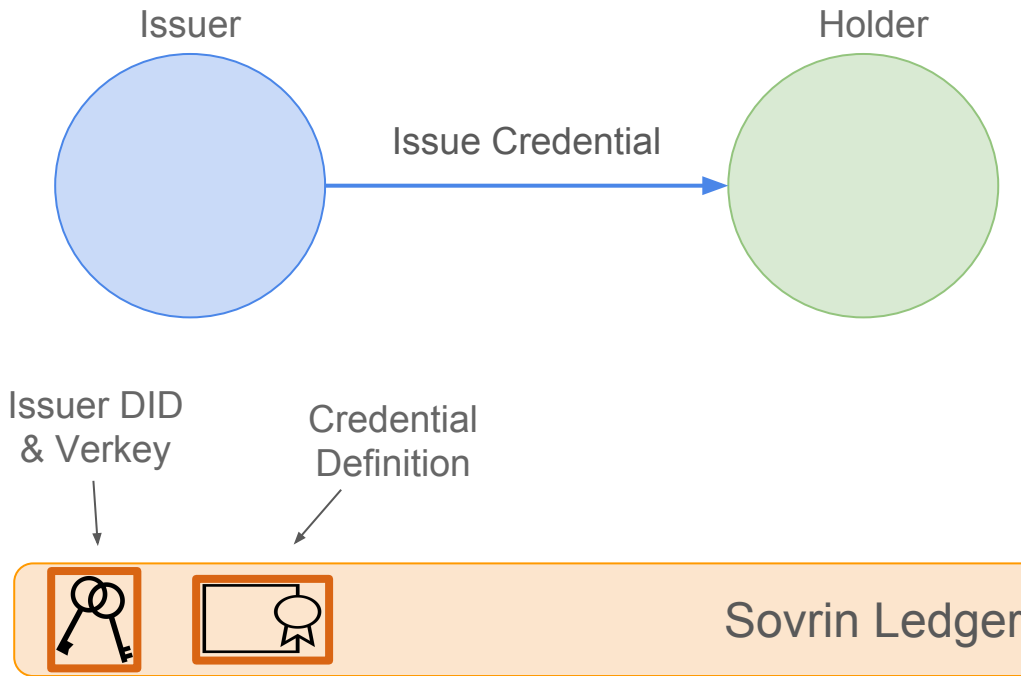 Issuer
Holder
Issue Credential
Issuer DID
& Verkey
Credential
Definition
Sovrin Ledger